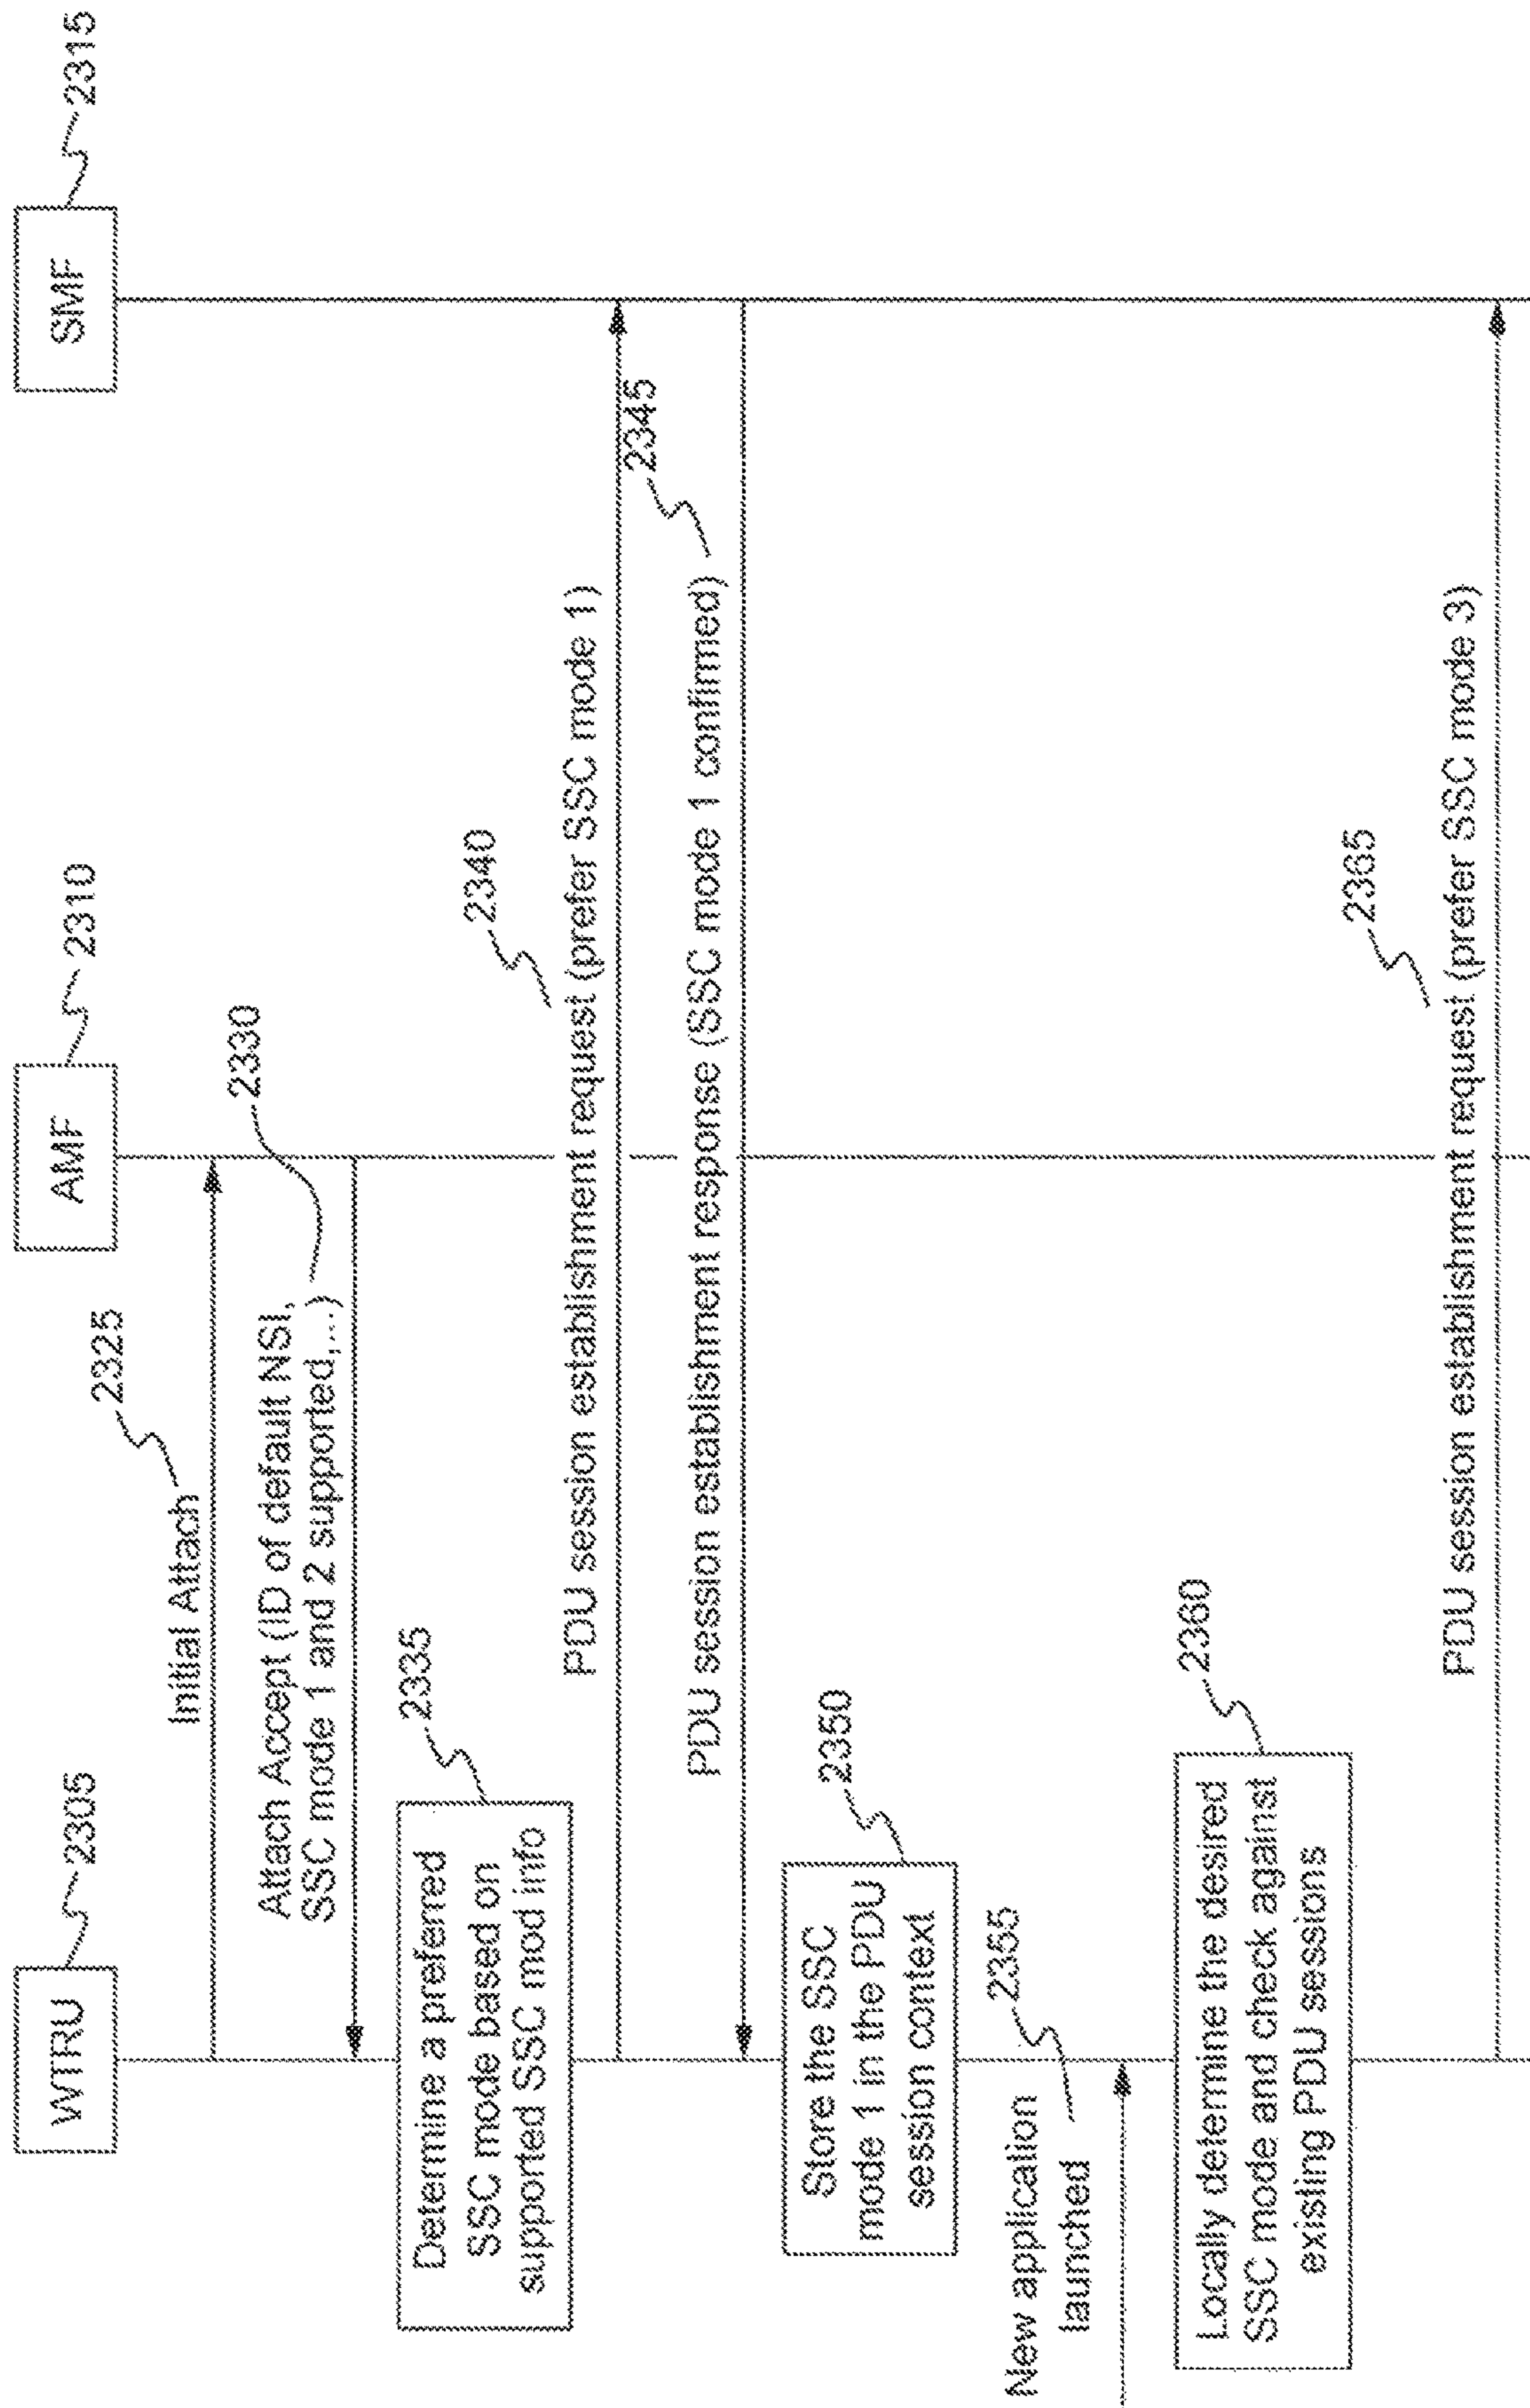 WTRU
2305
AMF
2310
SMF
2315
2325
Initial Attach
Attach Accept (ID of default NSI,
SSC mode 1 and 2 supported,...)
2330
2335
Determine a preferred
SSC mode based on
supported SSC mod info
2340
PDU session establishment request (prefer SSC mode 1)
2345
PDU session establishment response (SSC mode 1 confirmed)
2350
Store the SSC
mode 1 in the PDU
session context
New application
launched
2355
2360
Locally determine the desired
SSC mode and check against
existing PDU sessions
2365
PDU session establishment request (prefer SSC mode 3)